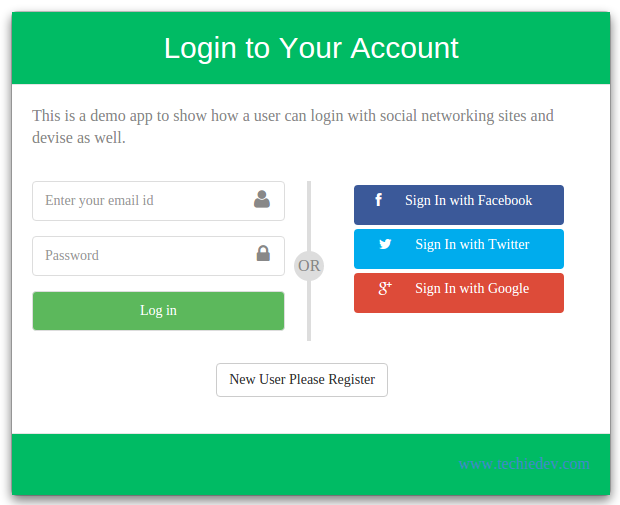 Login to Your Account
This is a demo app to show how a user can login with social networking sites and
devise as well.
Enter your email id
Password
Log in
OR
Sign In with Facebook
Sign In with Twitter
Sign In with Google
New User Please Register